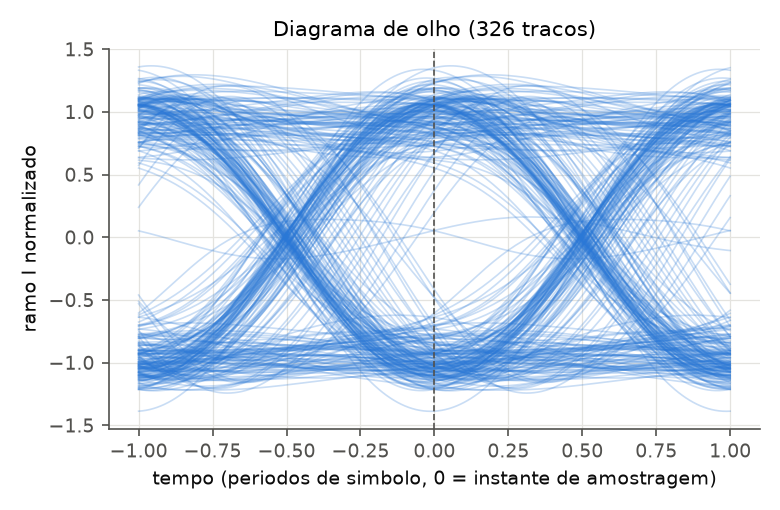 Diagrama de olho (326 tracos)
1.5
1.0
0.5
0.0
−0.5
−1.0
−1.5
ramo I normalizado
−1.00 −0.75 −0.50 −0.25 0.00 0.25 0.50 0.75 1.00
tempo (periodos de simbolo, 0 = instante de amostragem)